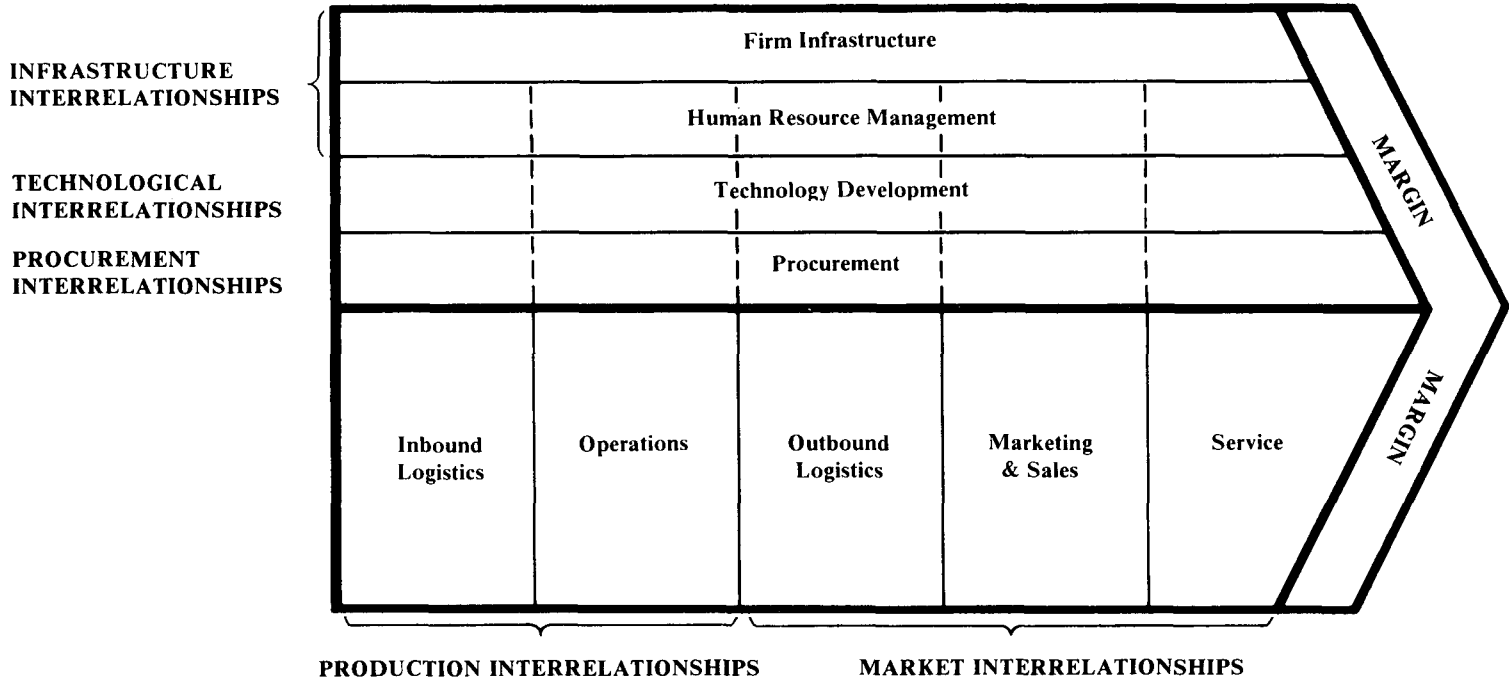 Firm Infrastructure
INFRASTRUCTURE
INTERRELATIONSHIPS
Human Resource Management
TECHNOLOGICAL
INTERRELATIONSHIPS
Technology Development
PROCUREMENT
INTERRELATIONSHIPS
Procurement
MARGIN
MARGIN
Inbound
Logistics
Operations
Outbound
Logistics
Marketing
& Sales
Service
PRODUCTION INTERRELATIONSHIPS
MARKET INTERRELATIONSHIPS